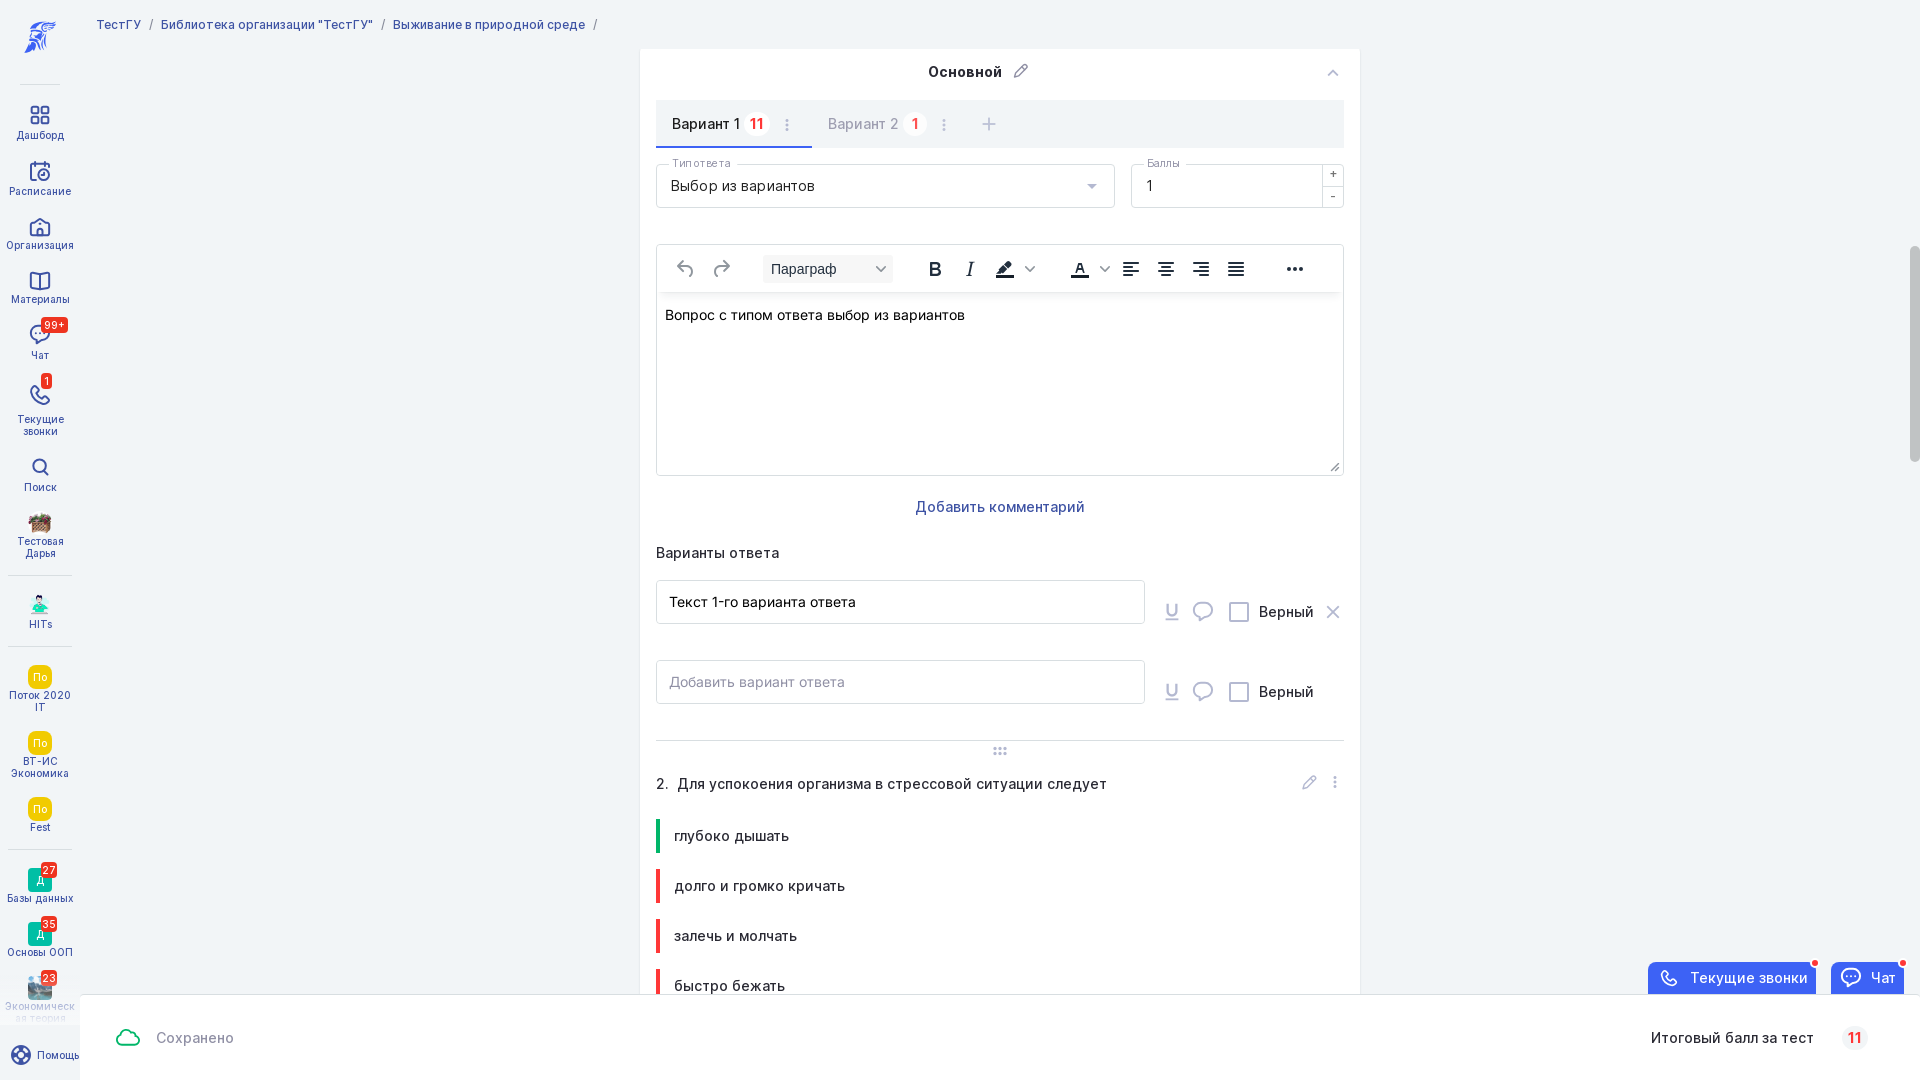 ТестГУ / Библиотека организации "ТестГУ" / Выживание в природной среде /
Дашборд
Расписание
Организация
Материалы
99+
Чат
1
Текущие
звонки
Поиск
Тестовая
Дарья
HITs
По
Поток 2020
IT
По
ВТ-ИС
Экономика
По
Fest
27
Д
Базы данных
35
Д
Основы ООП
23
Экономическ
ая теория
Помощь
Основной
Вариант 1 11
Вариант 2 1
Тип ответа
Выбор из вариантов
Баллы
1
+
-
Параграф
B I A
Вопрос с типом ответа выбор из вариантов
Добавить комментарий
Варианты ответа
Текст 1-го варианта ответа
Верный
Добавить вариант ответа
Верный
2. Для успокоения организма в стрессовой ситуации следует
глубоко дышать
долго и громко кричать
залечь и молчать
быстро бежать
Текущие звонки
Чат
Сохранено
Итоговый балл за тест 11